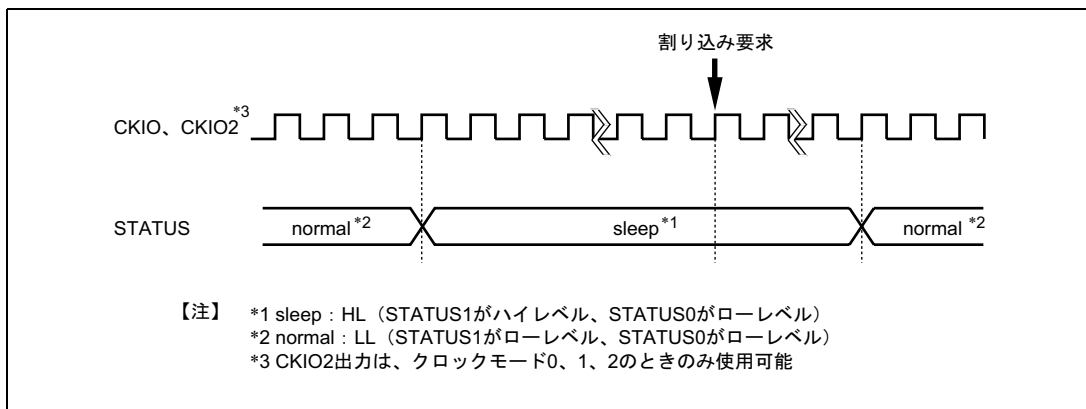 割り込み要求
CKIO、CKIO2*3
STATUS
normal*2
sleep*1
normal*2
【注】 *1 sleep：HL（STATUS1がハイレベル、STATUS0がローレベル）
*2 normal：LL（STATUS1がローレベル、STATUS0がローレベル）
*3 CKIO2出力は、クロックモード0、1、2のときのみ使用可能